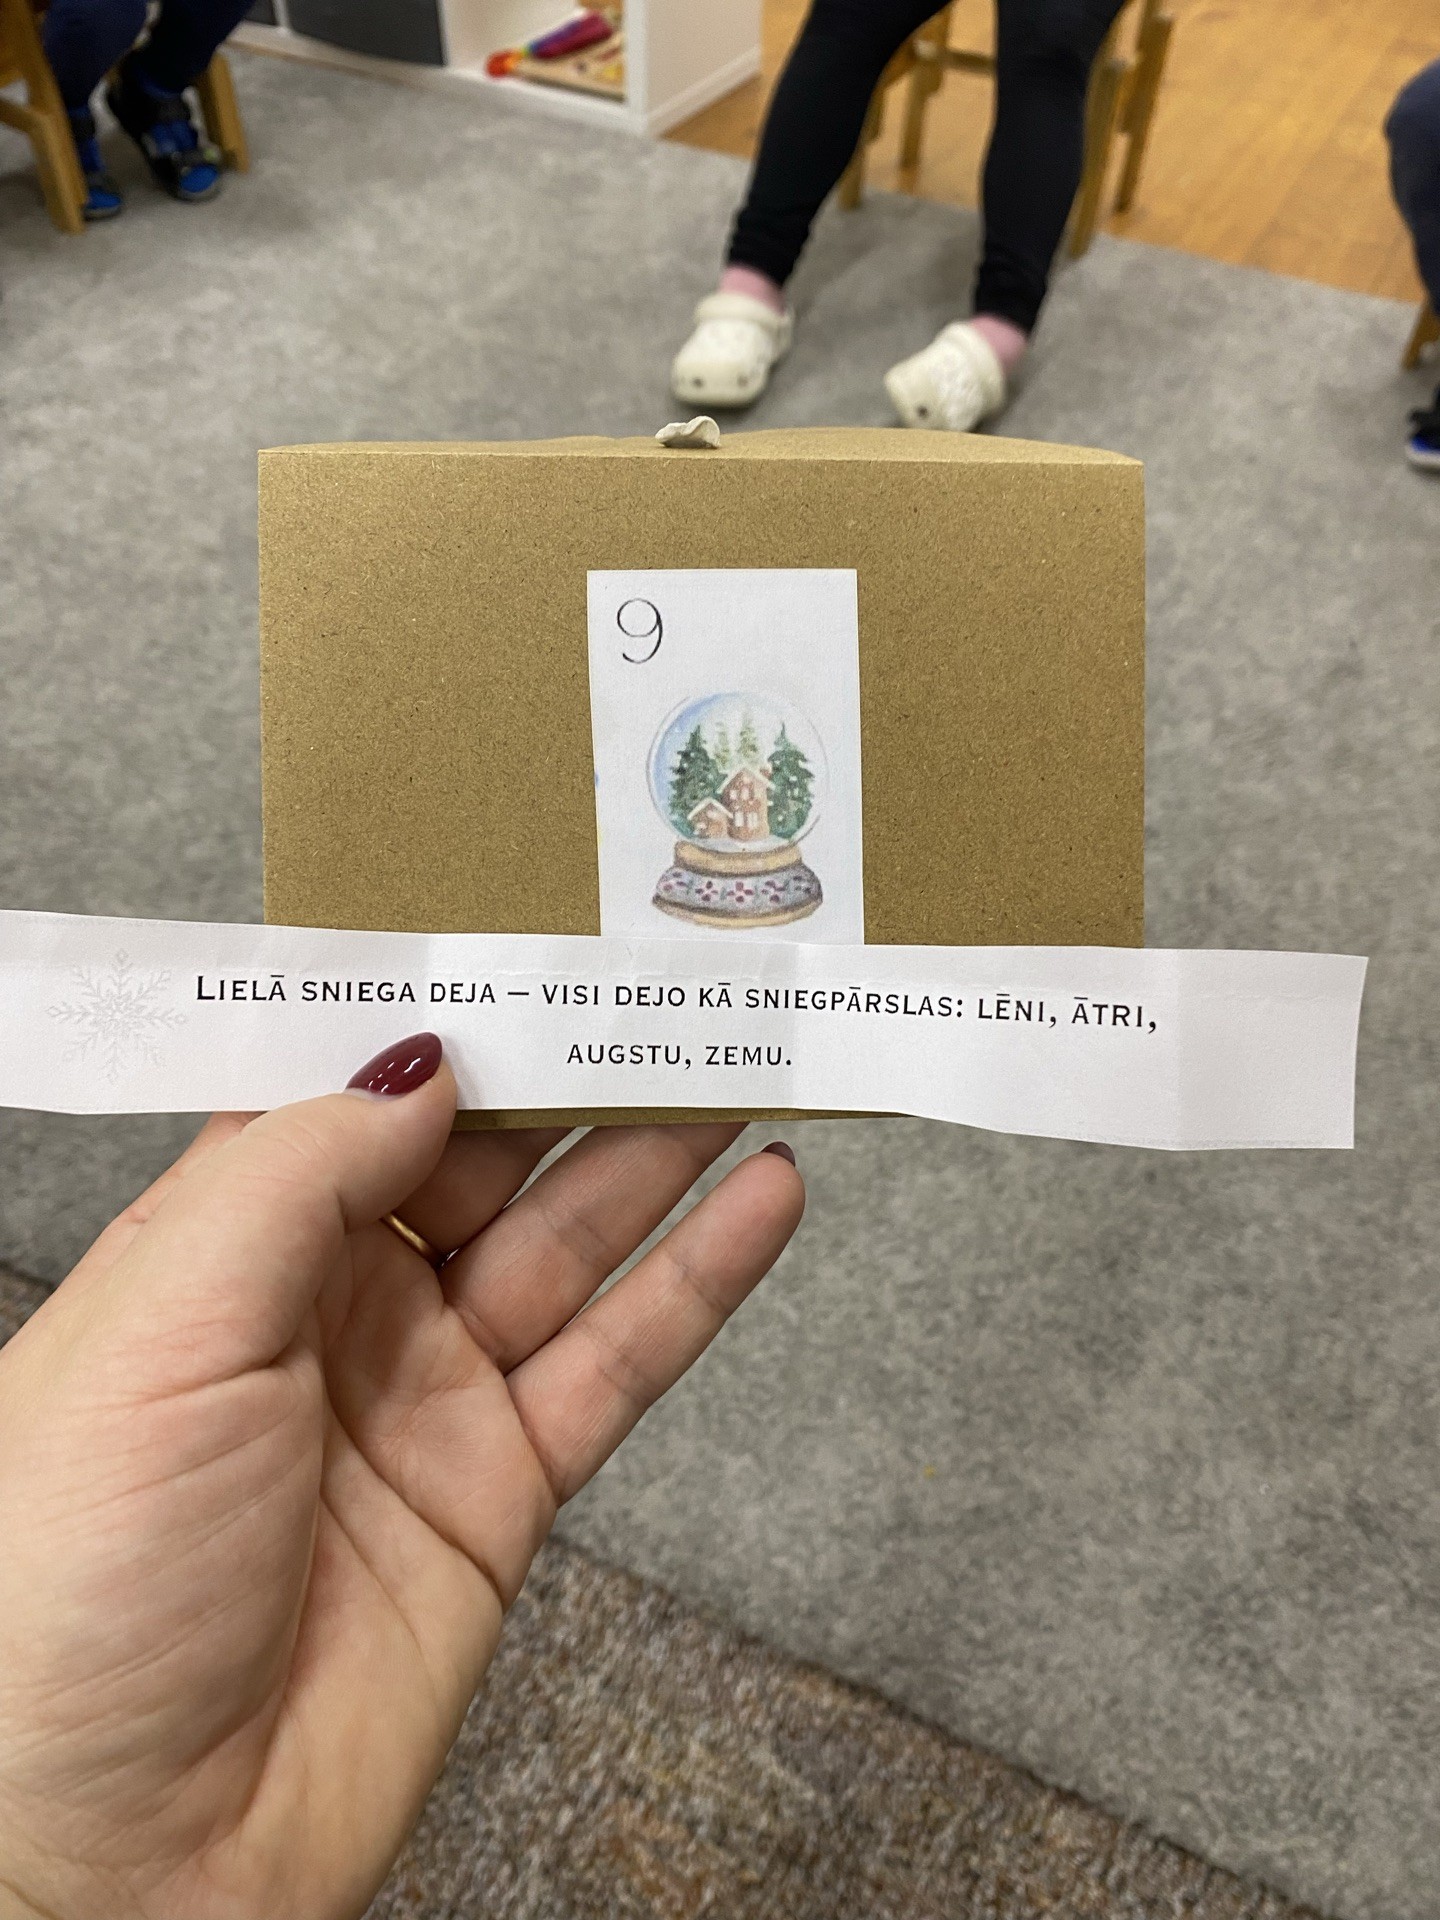 9
Lielā sniega deja – visi dejo kā sniegpārslas: lēni, ātri,
augstu, zemu.